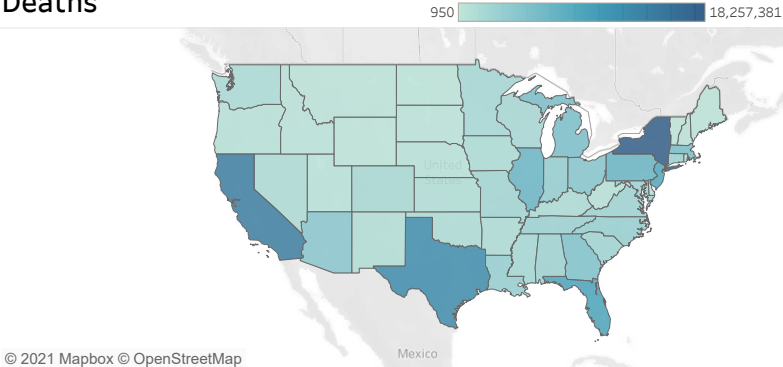 Deaths
950 18,257,381
United
States
Mexico
© 2021 Mapbox © OpenStreetMap